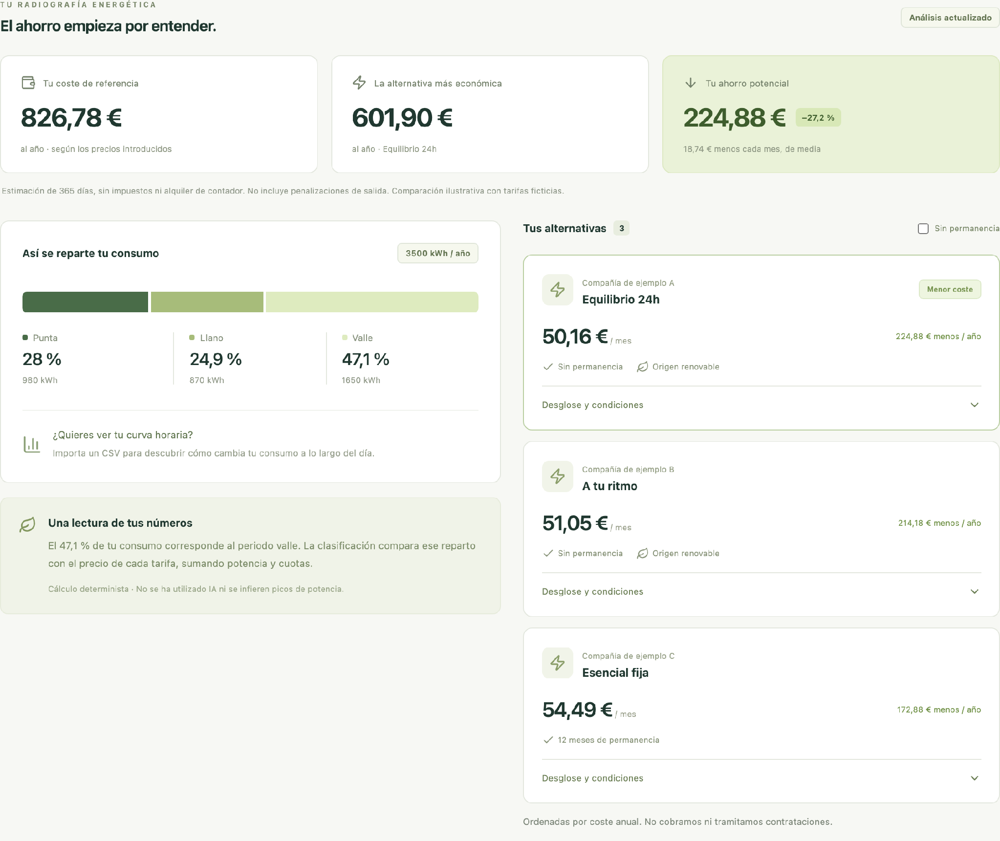 TU RADIOGRAFÍA ENERGÉTICA
El ahorro empieza por entender.
Análisis actualizado
Tu coste de referencia
826,78 €
al año · según los precios introducidos
La alternativa más económica
601,90 €
al año · Equilibrio 24h
Tu ahorro potencial
224,88 € −27,2 %
18,74 € menos cada mes, de media
Estimación de 365 días, sin impuestos ni alquiler de contador. No incluye penalizaciones de salida. Comparación ilustrativa con tarifas ficticias.
Así se reparte tu consumo
3500 kWh / año
Punta
28 %
980 kWh
Llano
24,9 %
870 kWh
Valle
47,1 %
1650 kWh
¿Quieres ver tu curva horaria?
Importa un CSV para descubrir cómo cambia tu consumo a lo largo del día.
Una lectura de tus números
El 47,1 % de tu consumo corresponde al periodo valle. La clasificación compara ese reparto
con el precio de cada tarifa, sumando potencia y cuotas.
Cálculo determinista · No se ha utilizado IA ni se infieren picos de potencia.
Tus alternativas 3
Sin permanencia
Compañía de ejemplo A
Equilibrio 24h
Menor coste
50,16 € / mes
224,88 € menos / año
Sin permanencia Origen renovable
Desglose y condiciones
Compañía de ejemplo B
A tu ritmo
51,05 € / mes
214,18 € menos / año
Sin permanencia Origen renovable
Desglose y condiciones
Compañía de ejemplo C
Esencial fija
54,49 € / mes
172,88 € menos / año
12 meses de permanencia
Desglose y condiciones
Ordenadas por coste anual. No cobramos ni tramitamos contrataciones.